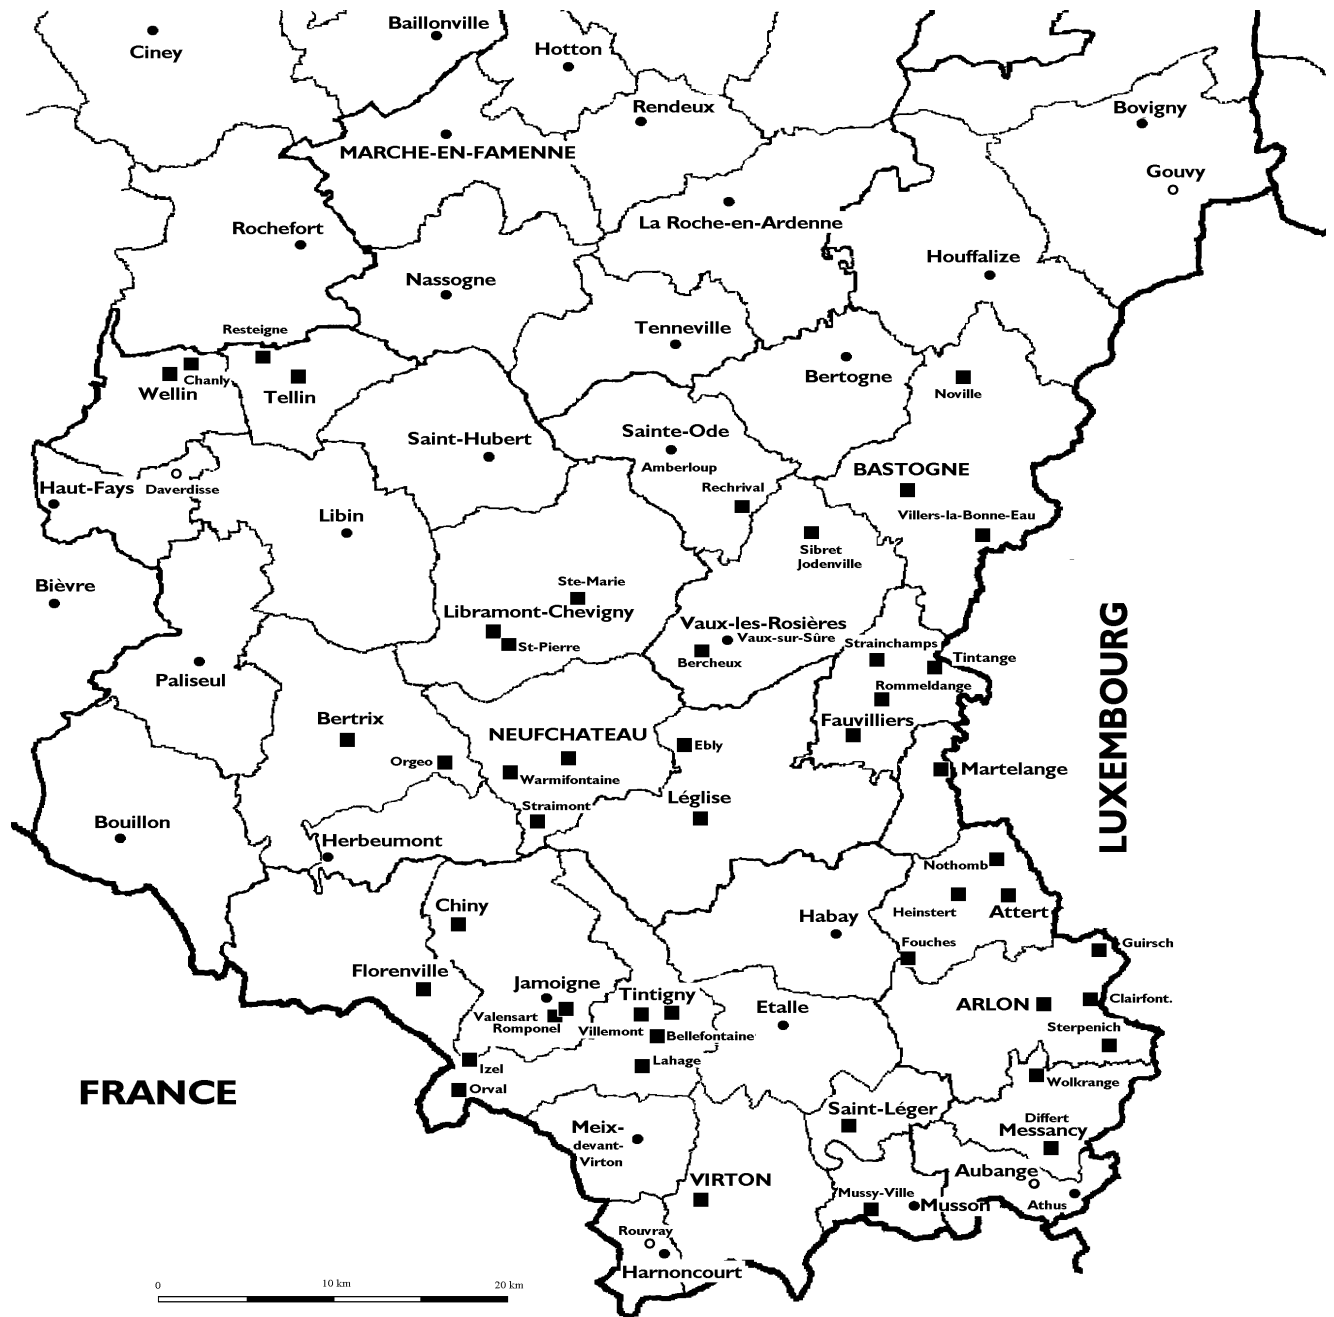 Baillonville
Ciney
Hotton
Rendeux
Bovigny
MARCHE-EN-FAMENNE
Gouvy
Rochefort
La Roche-en-Ardenne
Houffalize
Nassogne
Resteigne
Tenneville
Chanly
Wellin
Tellin
Bertogne
Noville
Saint-Hubert
Sainte-Ode
Amberloup
BASTOGNE
Haut-Fays
Daverdisse
Rechrival
Libin
Villers-la-Bonne-Eau
Sibret
Jodenville
Bièvre
Ste-Marie
Libramont-Chevigny
St-Pierre
Vaux-les-Rosières
Vaux-sur-Sûre
Bercheux
Strainchamps
Tintange
Rommeldange
Paliseul
Fauvilliers
Bertrix
NEUFCHATEAU
Ebly
Orgeo
Warmifontaine
Martelange
LUXEMBOURG
Straimont
Léglise
Bouillon
Herbeumont
Nothomb
Chiny
Habay
Heinstert
Attert
Fouches
Guirsch
Florenville
Jamoigne
Tintigny
Etalle
ARLON
Clairfont.
Valensart
Romponel
Villemont
Bellefontaine
Sterpenich
Izel
Lahage
Orval
Wolkrange
FRANCE
Saint-Léger
Differt
Messancy
Meix-
devant-
Virton
VIRTON
Aubange
Mussy-Ville
Musson
Athus
Rouvray
Harnoncourt
0 10 km 20 km